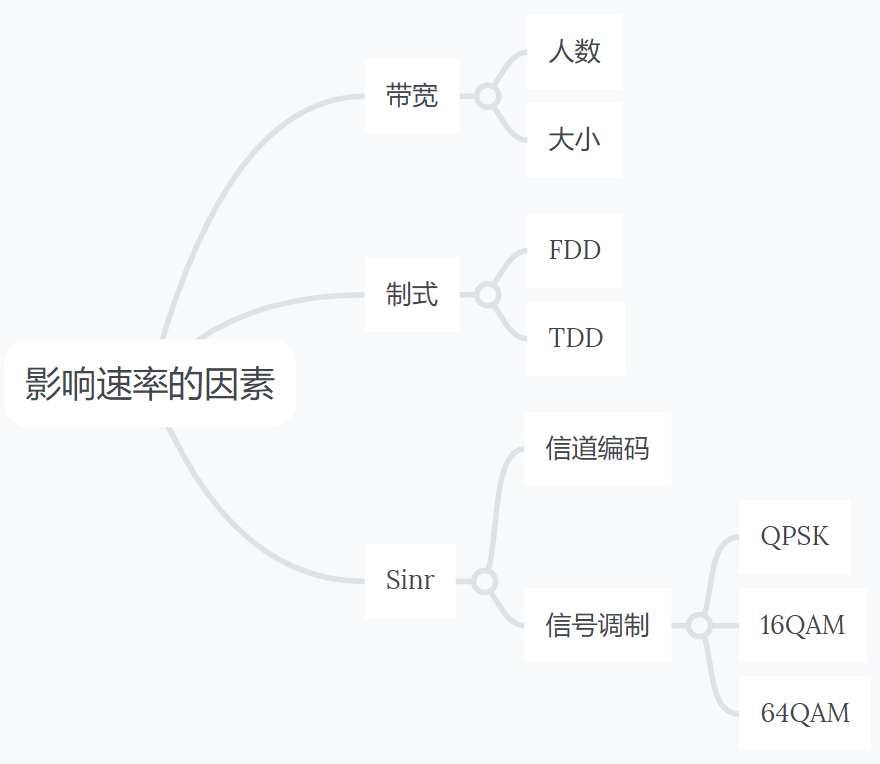 影响速率的因素
带宽
人数
大小
制式
FDD
TDD
Sinr
信道编码
信号调制
QPSK
16QAM
64QAM